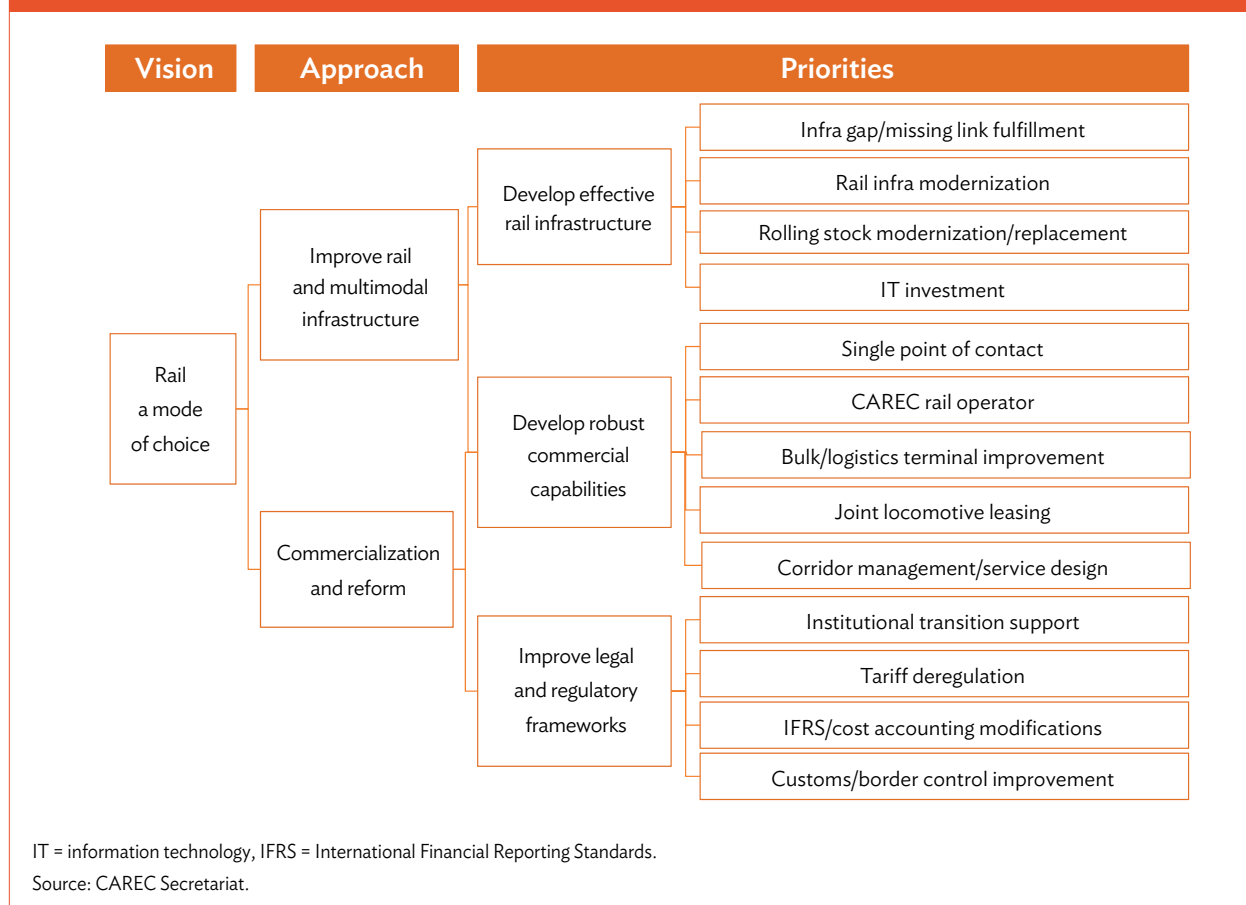 Vision
Approach
Priorities
Rail
a mode
of choice
Improve rail
and multimodal
infrastructure
Commercialization
and reform
Develop effective
rail infrastructure
Infra gap/missing link fulfillment
Rail infra modernization
Rolling stock modernization/replacement
IT investment
Develop robust
commercial
capabilities
Single point of contact
CAREC rail operator
Bulk/logistics terminal improvement
Joint locomotive leasing
Corridor management/service design
Improve legal
and regulatory
frameworks
Institutional transition support
Tariff deregulation
IFRS/cost accounting modifications
Customs/border control improvement
IT = information technology, IFRS = International Financial Reporting Standards.
Source: CAREC Secretariat.